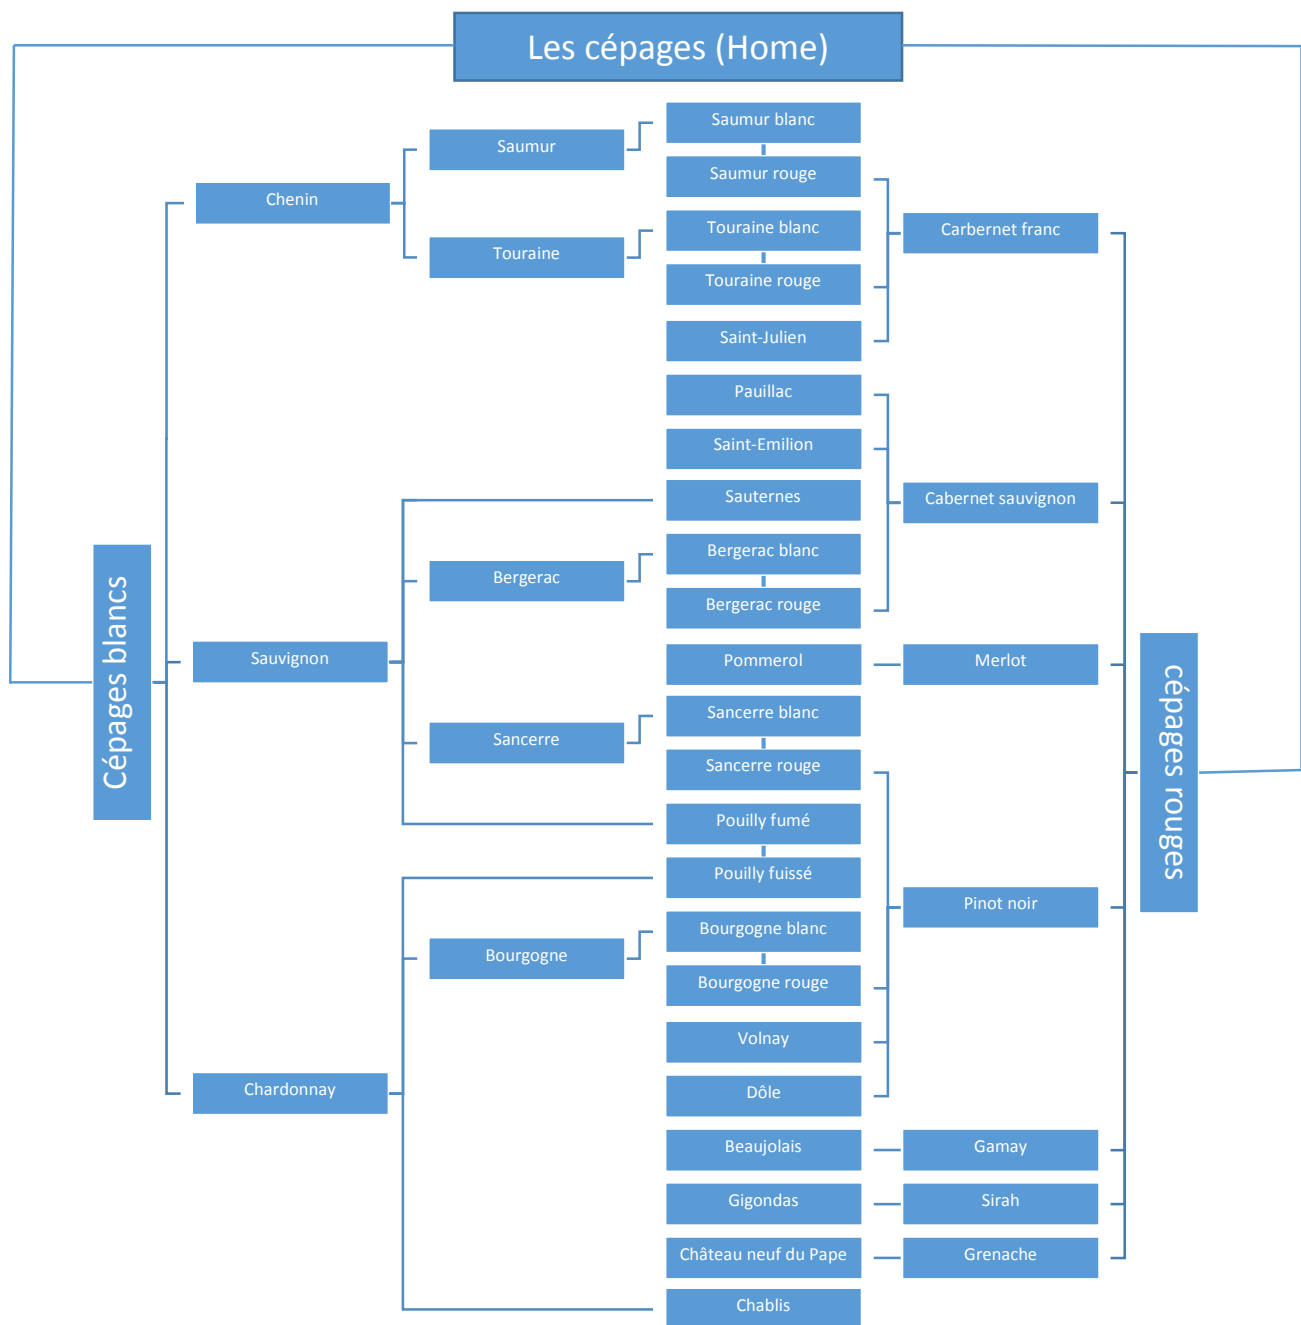 Les cépages (Home)
Saumur blanc
Saumur
Saumur rouge
Chenin
Touraine blanc
Carbernet franc
Touraine
Touraine rouge
Saint-Julien
Pauillac
Saint-Emilion
Sauternes
Cabernet sauvignon
Bergerac blanc
Bergerac
Bergerac rouge
Cépages blancs
Sauvignon
Pommerol
Merlot
cépages rouges
Sancerre blanc
Sancerre
Sancerre rouge
Pouilly fumé
Pouilly fuissé
Pinot noir
Bourgogne blanc
Bourgogne
Bourgogne rouge
Volnay
Chardonnay
Dôle
Beaujolais
Gamay
Gigondas
Sirah
Château neuf du Pape
Grenache
Chablis